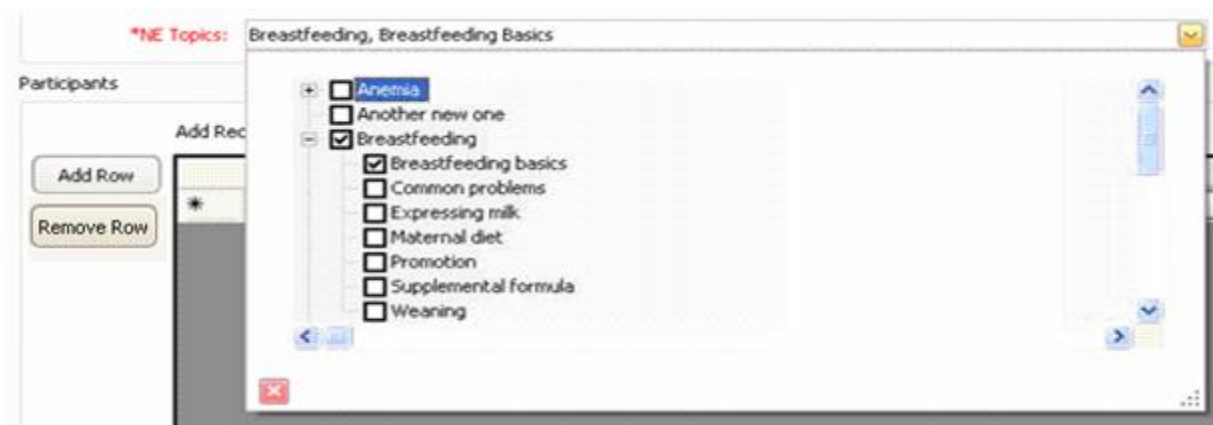 *NE Topics: Breastfeeding, Breastfeeding Basics
Participants
Anemia
Another new one
Add Rec
Breastfeeding
Breastfeeding basics
Add Row
Common problems
*
Expressing milk
Remove Row
Maternal diet
Promotion
Supplemental formula
Weaning